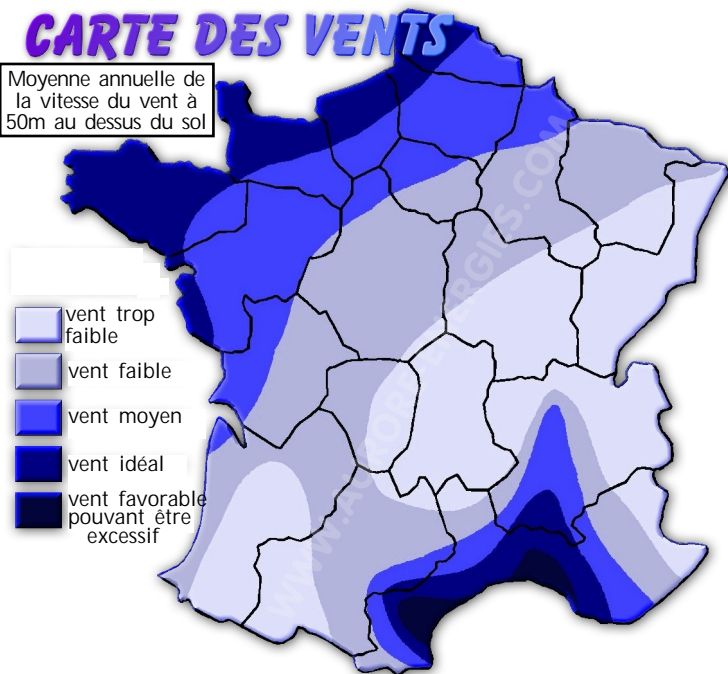 CARTE DES VENTS
Moyenne annuelle de
la vitesse du vent à
50m au dessus du sol
vent trop
faible
vent faible
vent moyen
vent idéal
vent favorable
pouvant être
excessif